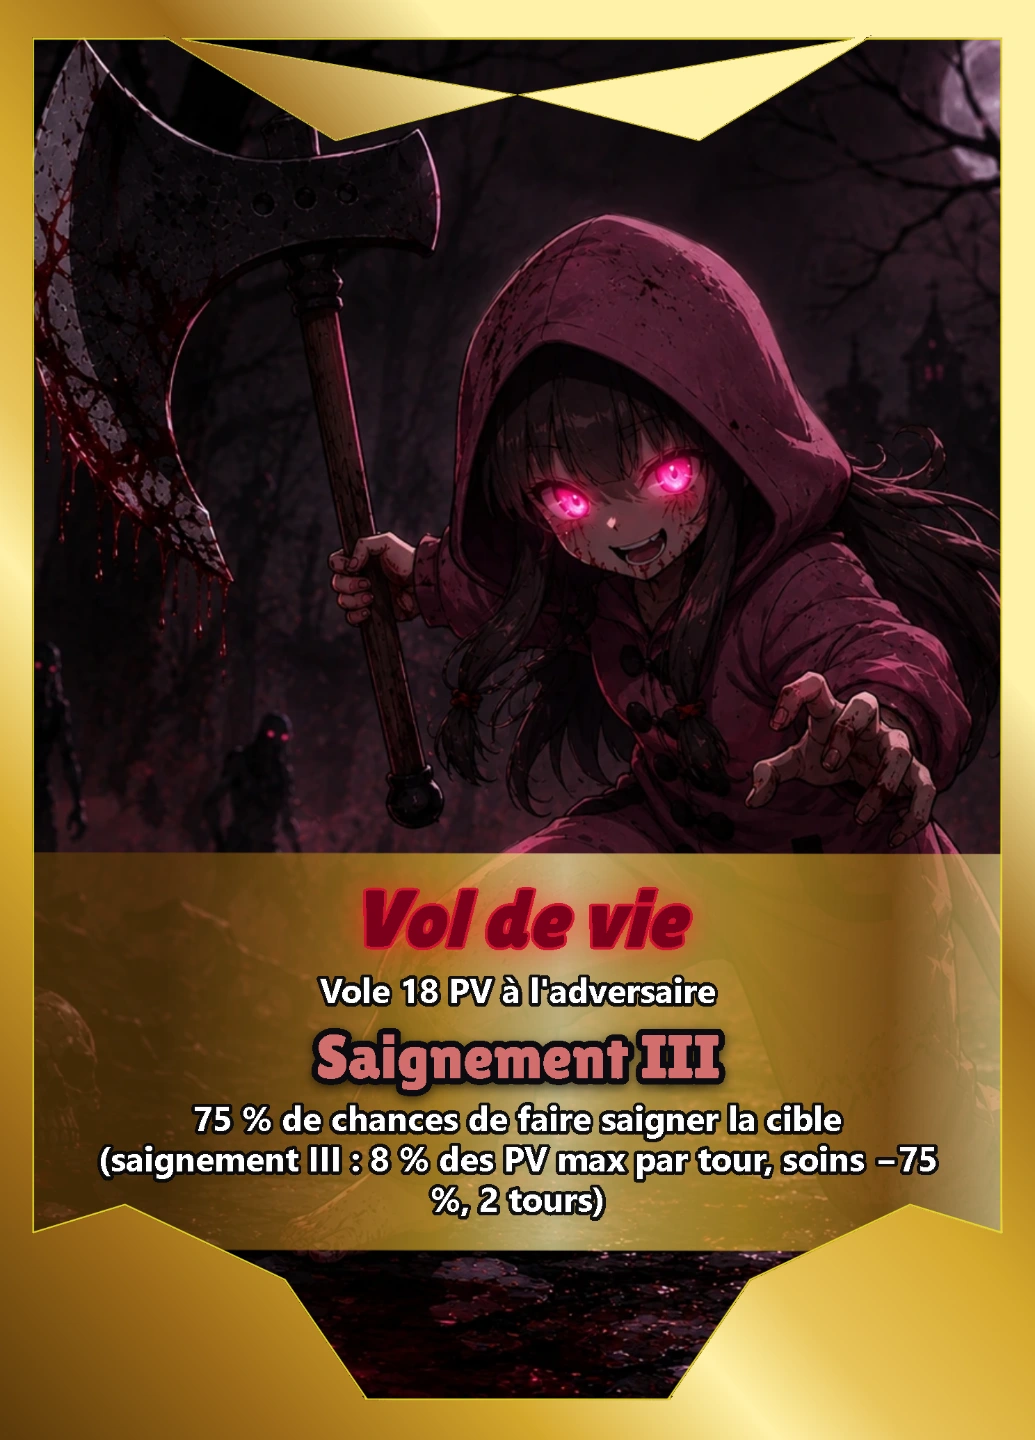 Vol de vie
Vole 18 PV à l'adversaire
Saignement III
75 % de chances de faire saigner la cible
(saignement III : 8 % des PV max par tour, soins −75
%, 2 tours)